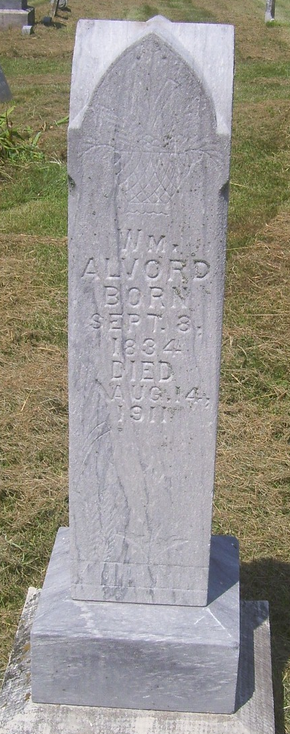 WM.
ALVORD
BORN
SEPT. 8,
1834
DIED
AUG. 14,
1911